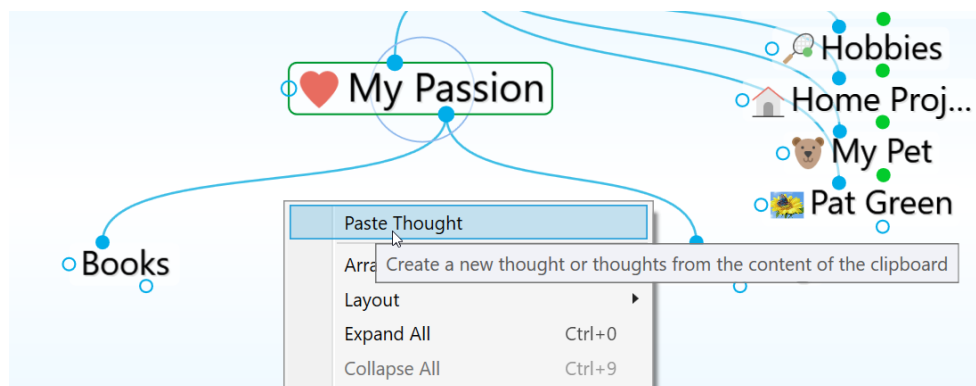 Hobbies
My Passion
Home Proj...
My Pet
Pat Green
Paste Thought
Books
Create a new thought or thoughts from the content of the clipboard
Layout
Expand All Ctrl+0
Collapse All Ctrl+9